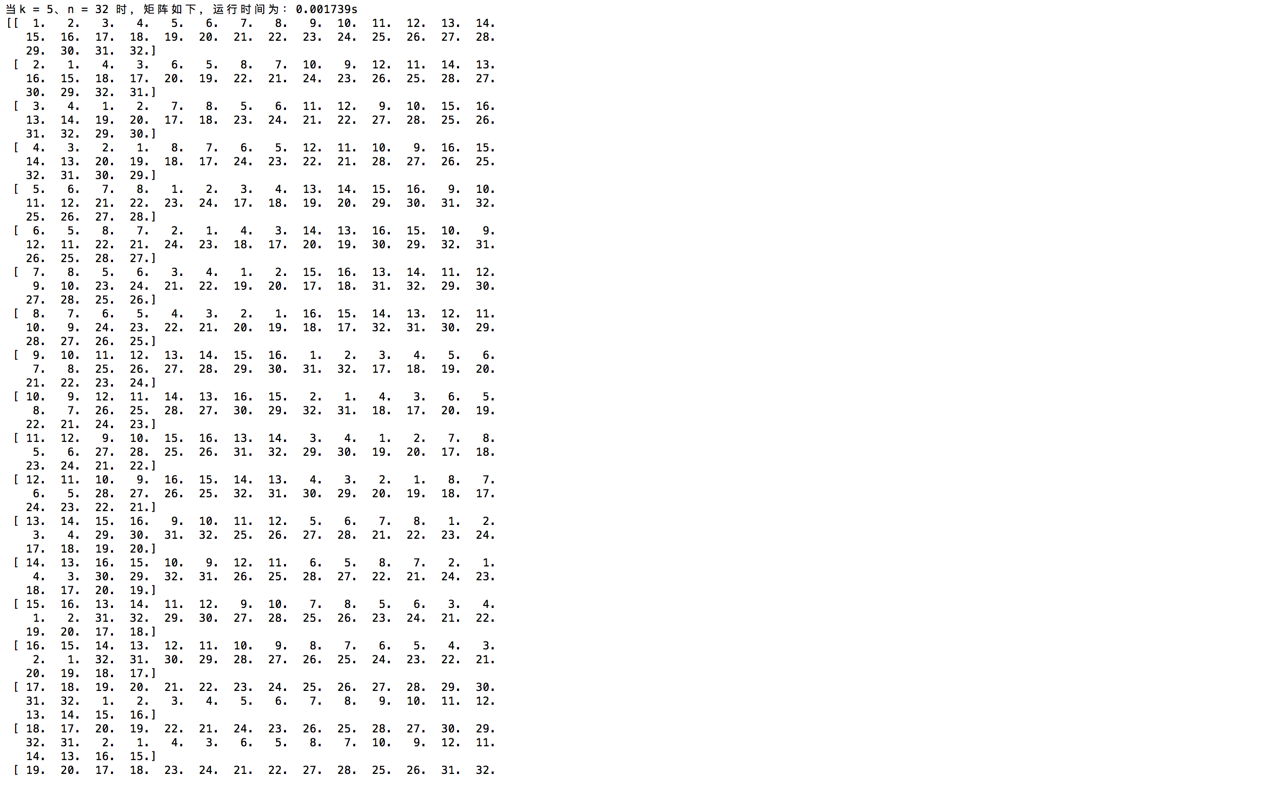 当k = 5、n = 32 时，矩阵如下，运行时间为：0.001739s
[[ 1. 2. 3. 4. 5. 6. 7. 8. 9. 10. 11. 12. 13. 14.
15. 16. 17. 18. 19. 20. 21. 22. 23. 24. 25. 26. 27. 28.
29. 30. 31. 32.]
[ 2. 1. 4. 3. 6. 5. 8. 7. 10. 9. 12. 11. 14. 13.
16. 15. 18. 17. 20. 19. 22. 21. 24. 23. 26. 25. 28. 27.
30. 29. 32. 31.]
[ 3. 4. 1. 2. 7. 8. 5. 6. 11. 12. 9. 10. 15. 16.
13. 14. 19. 20. 17. 18. 23. 24. 21. 22. 27. 28. 25. 26.
31. 32. 29. 30.]
[ 4. 3. 2. 1. 8. 7. 6. 5. 12. 11. 10. 9. 16. 15.
14. 13. 20. 19. 18. 17. 24. 23. 22. 21. 28. 27. 26. 25.
32. 31. 30. 29.]
[ 5. 6. 7. 8. 1. 2. 3. 4. 13. 14. 15. 16. 9. 10.
11. 12. 21. 22. 23. 24. 17. 18. 19. 20. 29. 30. 31. 32.
25. 26. 27. 28.]
[ 6. 5. 8. 7. 2. 1. 4. 3. 14. 13. 16. 15. 10. 9.
12. 11. 22. 21. 24. 23. 18. 17. 20. 19. 30. 29. 32. 31.
26. 25. 28. 27.]
[ 7. 8. 5. 6. 3. 4. 1. 2. 15. 16. 13. 14. 11. 12.
9. 10. 23. 24. 21. 22. 19. 20. 17. 18. 31. 32. 29. 30.
27. 28. 25. 26.]
[ 8. 7. 6. 5. 4. 3. 2. 1. 16. 15. 14. 13. 12. 11.
10. 9. 24. 23. 22. 21. 20. 19. 18. 17. 32. 31. 30. 29.
28. 27. 26. 25.]
[ 9. 10. 11. 12. 13. 14. 15. 16. 1. 2. 3. 4. 5. 6.
7. 8. 25. 26. 27. 28. 29. 30. 31. 32. 17. 18. 19. 20.
21. 22. 23. 24.]
[ 10. 9. 12. 11. 14. 13. 16. 15. 2. 1. 4. 3. 6. 5.
8. 7. 26. 25. 28. 27. 30. 29. 32. 31. 18. 17. 20. 19.
22. 21. 24. 23.]
[ 11. 12. 9. 10. 15. 16. 13. 14. 3. 4. 1. 2. 7. 8.
5. 6. 27. 28. 25. 26. 31. 32. 29. 30. 19. 20. 17. 18.
23. 24. 21. 22.]
[ 12. 11. 10. 9. 16. 15. 14. 13. 4. 3. 2. 1. 8. 7.
6. 5. 28. 27. 26. 25. 32. 31. 30. 29. 20. 19. 18. 17.
24. 23. 22. 21.]
[ 13. 14. 15. 16. 9. 10. 11. 12. 5. 6. 7. 8. 1. 2.
3. 4. 29. 30. 31. 32. 25. 26. 27. 28. 21. 22. 23. 24.
17. 18. 19. 20.]
[ 14. 13. 16. 15. 10. 9. 12. 11. 6. 5. 8. 7. 2. 1.
4. 3. 30. 29. 32. 31. 26. 25. 28. 27. 22. 21. 24. 23.
18. 17. 20. 19.]
[ 15. 16. 13. 14. 11. 12. 9. 10. 7. 8. 5. 6. 3. 4.
1. 2. 31. 32. 29. 30. 27. 28. 25. 26. 23. 24. 21. 22.
19. 20. 17. 18.]
[ 16. 15. 14. 13. 12. 11. 10. 9. 8. 7. 6. 5. 4. 3.
2. 1. 32. 31. 30. 29. 28. 27. 26. 25. 24. 23. 22. 21.
20. 19. 18. 17.]
[ 17. 18. 19. 20. 21. 22. 23. 24. 25. 26. 27. 28. 29. 30.
31. 32. 1. 2. 3. 4. 5. 6. 7. 8. 9. 10. 11. 12.
13. 14. 15. 16.]
[ 18. 17. 20. 19. 22. 21. 24. 23. 26. 25. 28. 27. 30. 29.
32. 31. 2. 1. 4. 3. 6. 5. 8. 7. 10. 9. 12. 11.
14. 13. 16. 15.]
[ 19. 20. 17. 18. 23. 24. 21. 22. 27. 28. 25. 26. 31. 32.